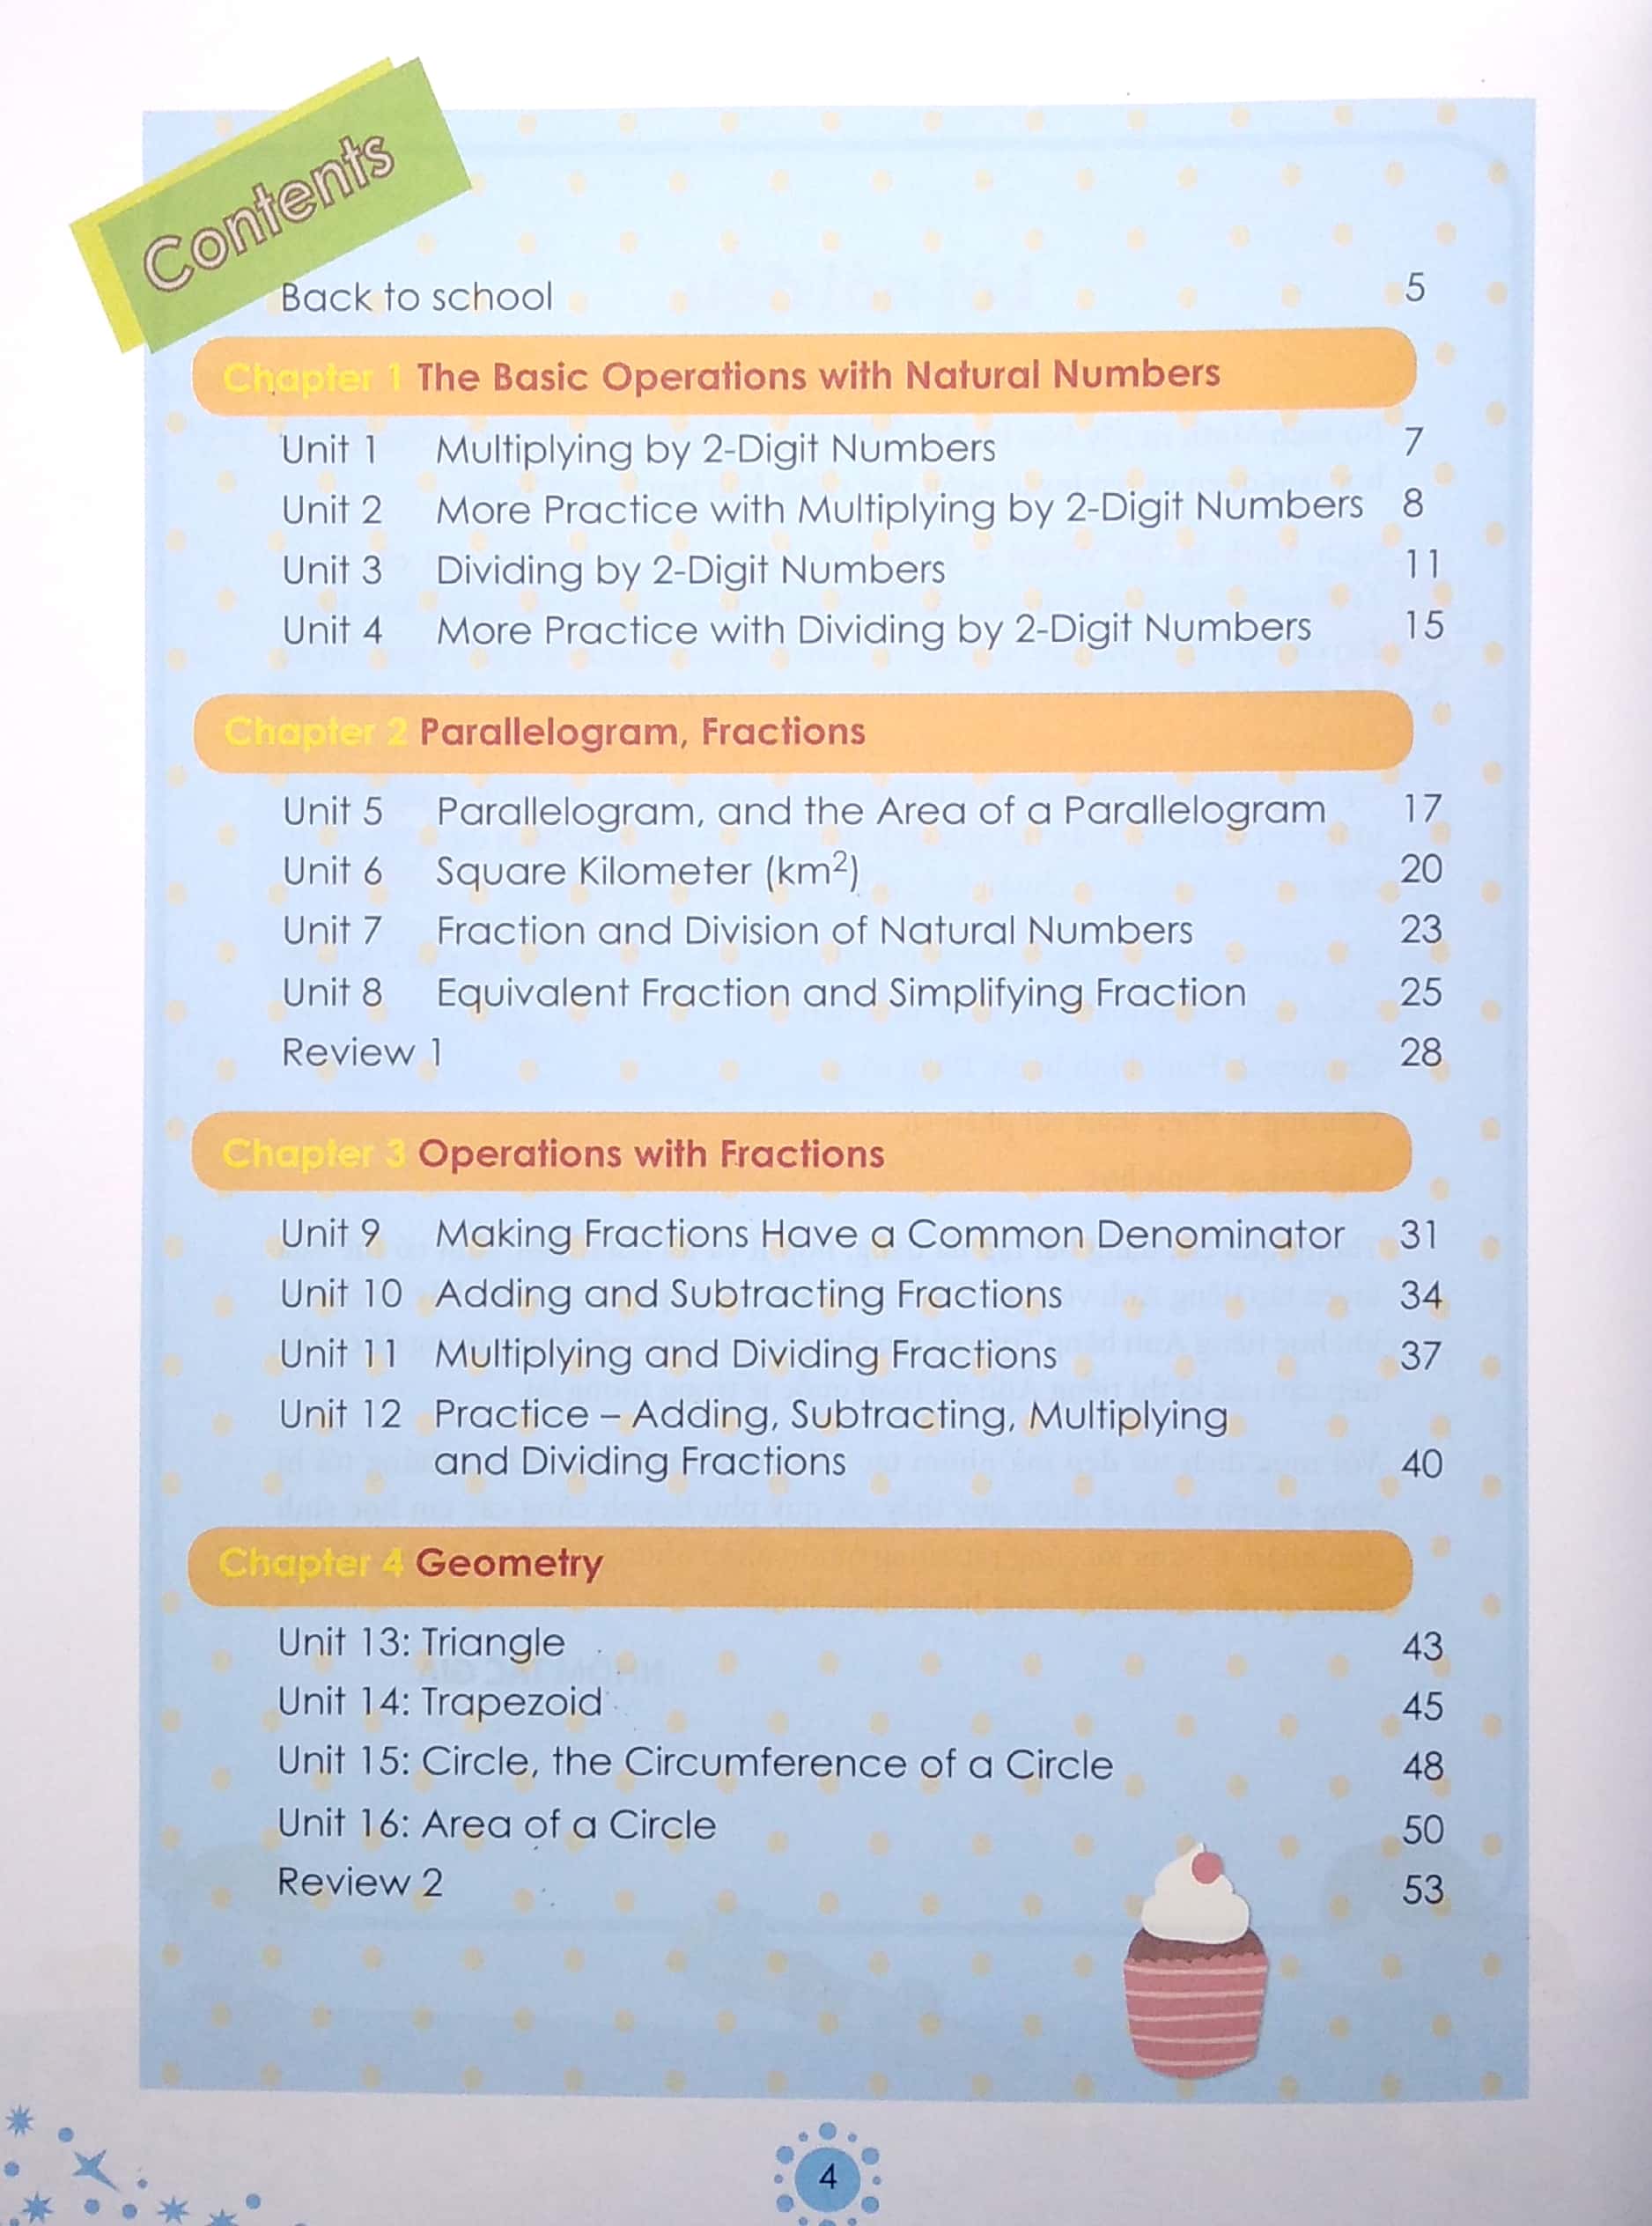 Contents
Back to school 5
Chapter 1 The Basic Operations with Natural Numbers
Unit 1 Multiplying by 2-Digit Numbers 7
Unit 2 More Practice with Multiplying by 2-Digit Numbers 8
Unit 3 Dividing by 2-Digit Numbers 11
Unit 4 More Practice with Dividing by 2-Digit Numbers 15
Chapter 2 Parallelogram, Fractions
Unit 5 Parallelogram, and the Area of a Parallelogram 17
Unit 6 Square Kilometer (km²) 20
Unit 7 Fraction and Division of Natural Numbers 23
Unit 8 Equivalent Fraction and Simplifying Fraction 25
Review 1 28
Chapter 3 Operations with Fractions
Unit 9 Making Fractions Have a Common Denominator 31
Unit 10 Adding and Subtracting Fractions 34
Unit 11 Multiplying and Dividing Fractions 37
Unit 12 Practice – Adding, Subtracting, Multiplying
and Dividing Fractions 40
Chapter 4 Geometry
Unit 13: Triangle 43
Unit 14: Trapezoid 45
Unit 15: Circle, the Circumference of a Circle 48
Unit 16: Area of a Circle 50
Review 2 53
4